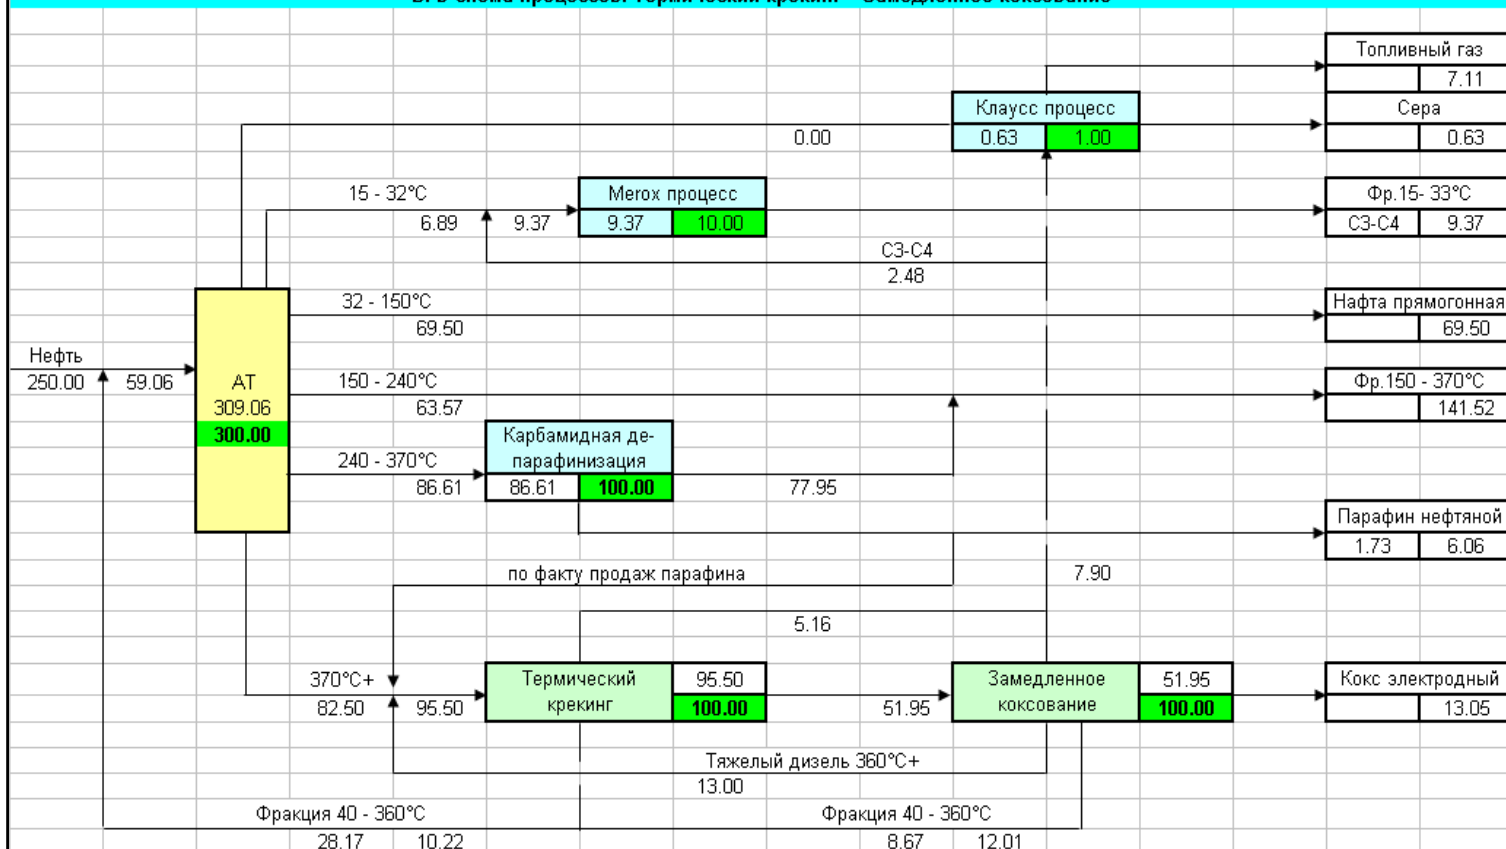 Топливный газ
7.11
Клаусс процесс
Сера
0.00
0.63
1.00
0.63
15 - 32°C
Merox процесс
Фр.15- 33°C
6.89
9.37
9.37
10.00
C3-C4
9.37
C3-C4
2.48
32 - 150°C
Нафта прямогонная
69.50
69.50
Нефть
250.00
59.06
АТ
309.06
300.00
150 - 240°C
Фр.150 - 370°C
63.57
141.52
Карбамидная де-
парафинизация
240 - 370°C
86.61
86.61
100.00
77.95
Парафин нефтяной
1.73
6.06
по факту продаж парафина
7.90
5.16
370°C+
82.50
95.50
Термический
крекинг
95.50
100.00
51.95
Замедленное
коксование
51.95
100.00
Кокс электродный
13.05
Тяжелый дизель 360°C+
13.00
Фракция 40 - 360°C
Фракция 40 - 360°C
28.17
10.22
8.67
12.01